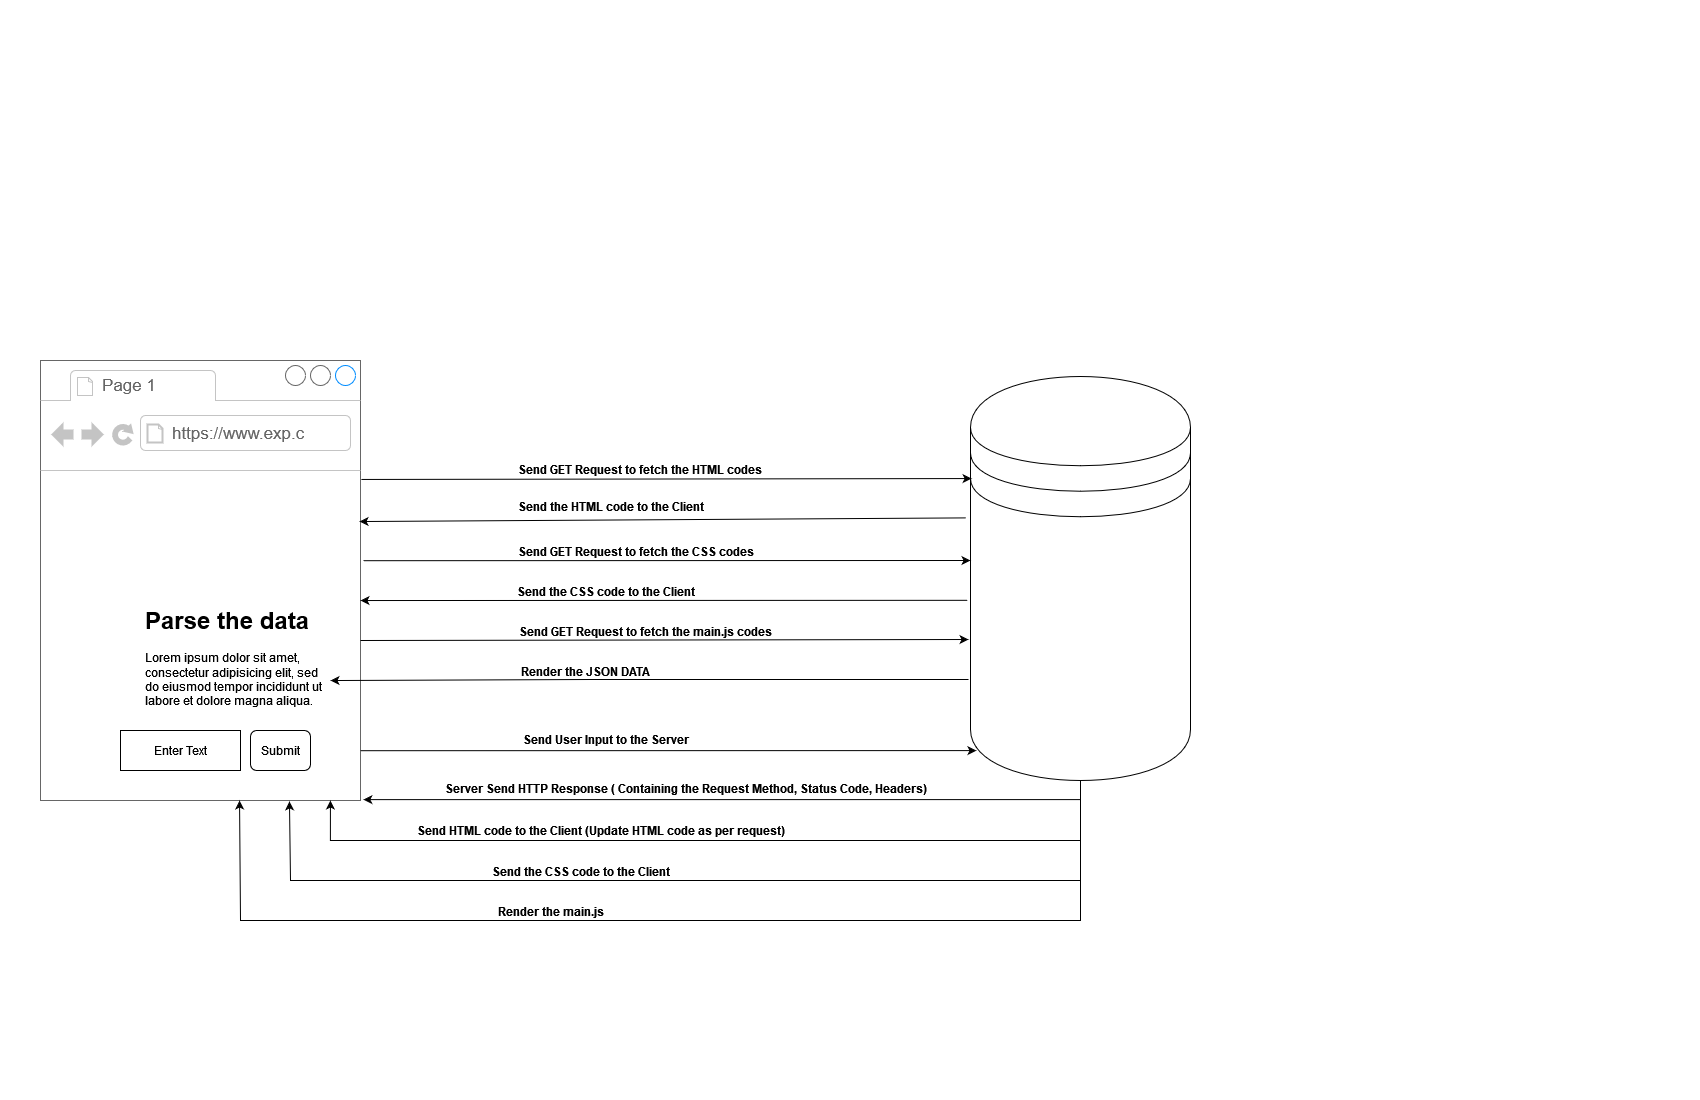 Page 1
https://www.exp.c
Send GET Request to fetch the HTML codes
Send the HTML code to the Client
Send GET Request to fetch the CSS codes
Send the CSS code to the Client
Parse the data
Send GET Request to fetch the main.js codes
Lorem ipsum dolor sit amet,
consectetur adipisicing elit, sed
do eiusmod tempor incididunt ut
labore et dolore magna aliqua.
Render the JSON DATA
Enter Text
Submit
Send User Input to the Server
Server Send HTTP Response ( Containing the Request Method, Status Code, Headers)
Send HTML code to the Client (Update HTML code as per request)
Send the CSS code to the Client
Render the main.js